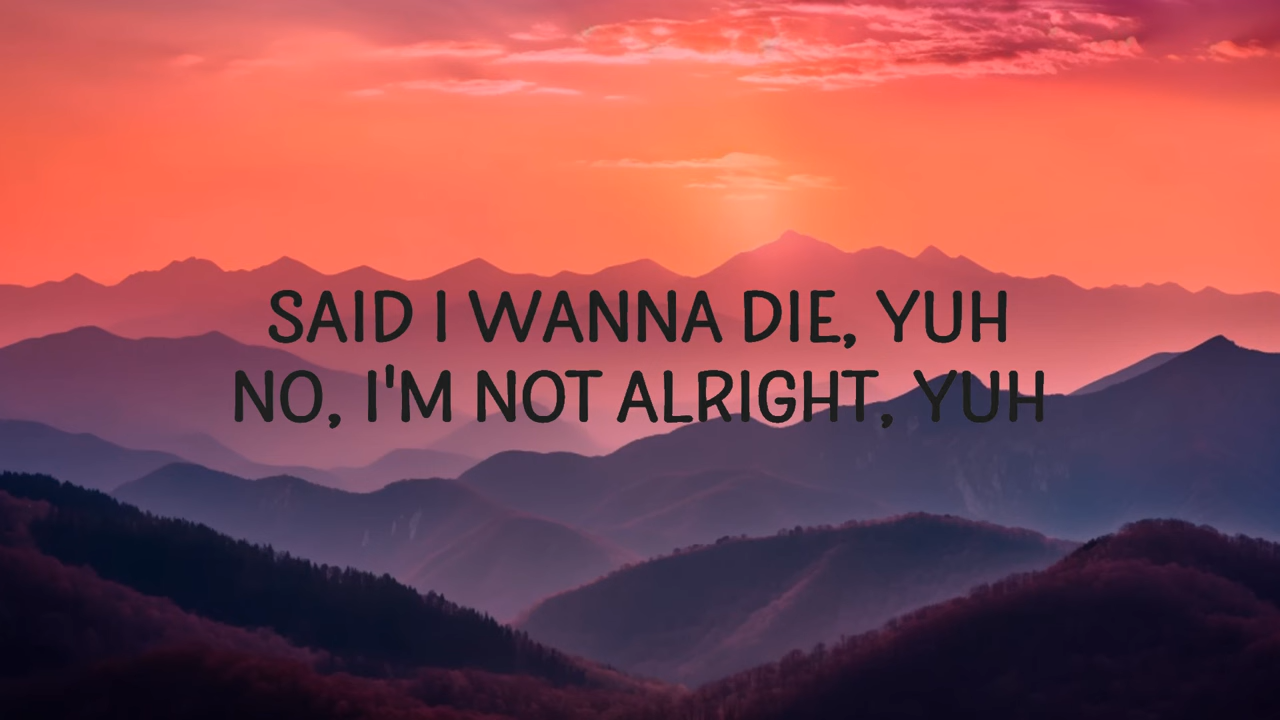 SAID I WANNA DIE, YUH
NO, I'M NOT ALRIGHT, YUH